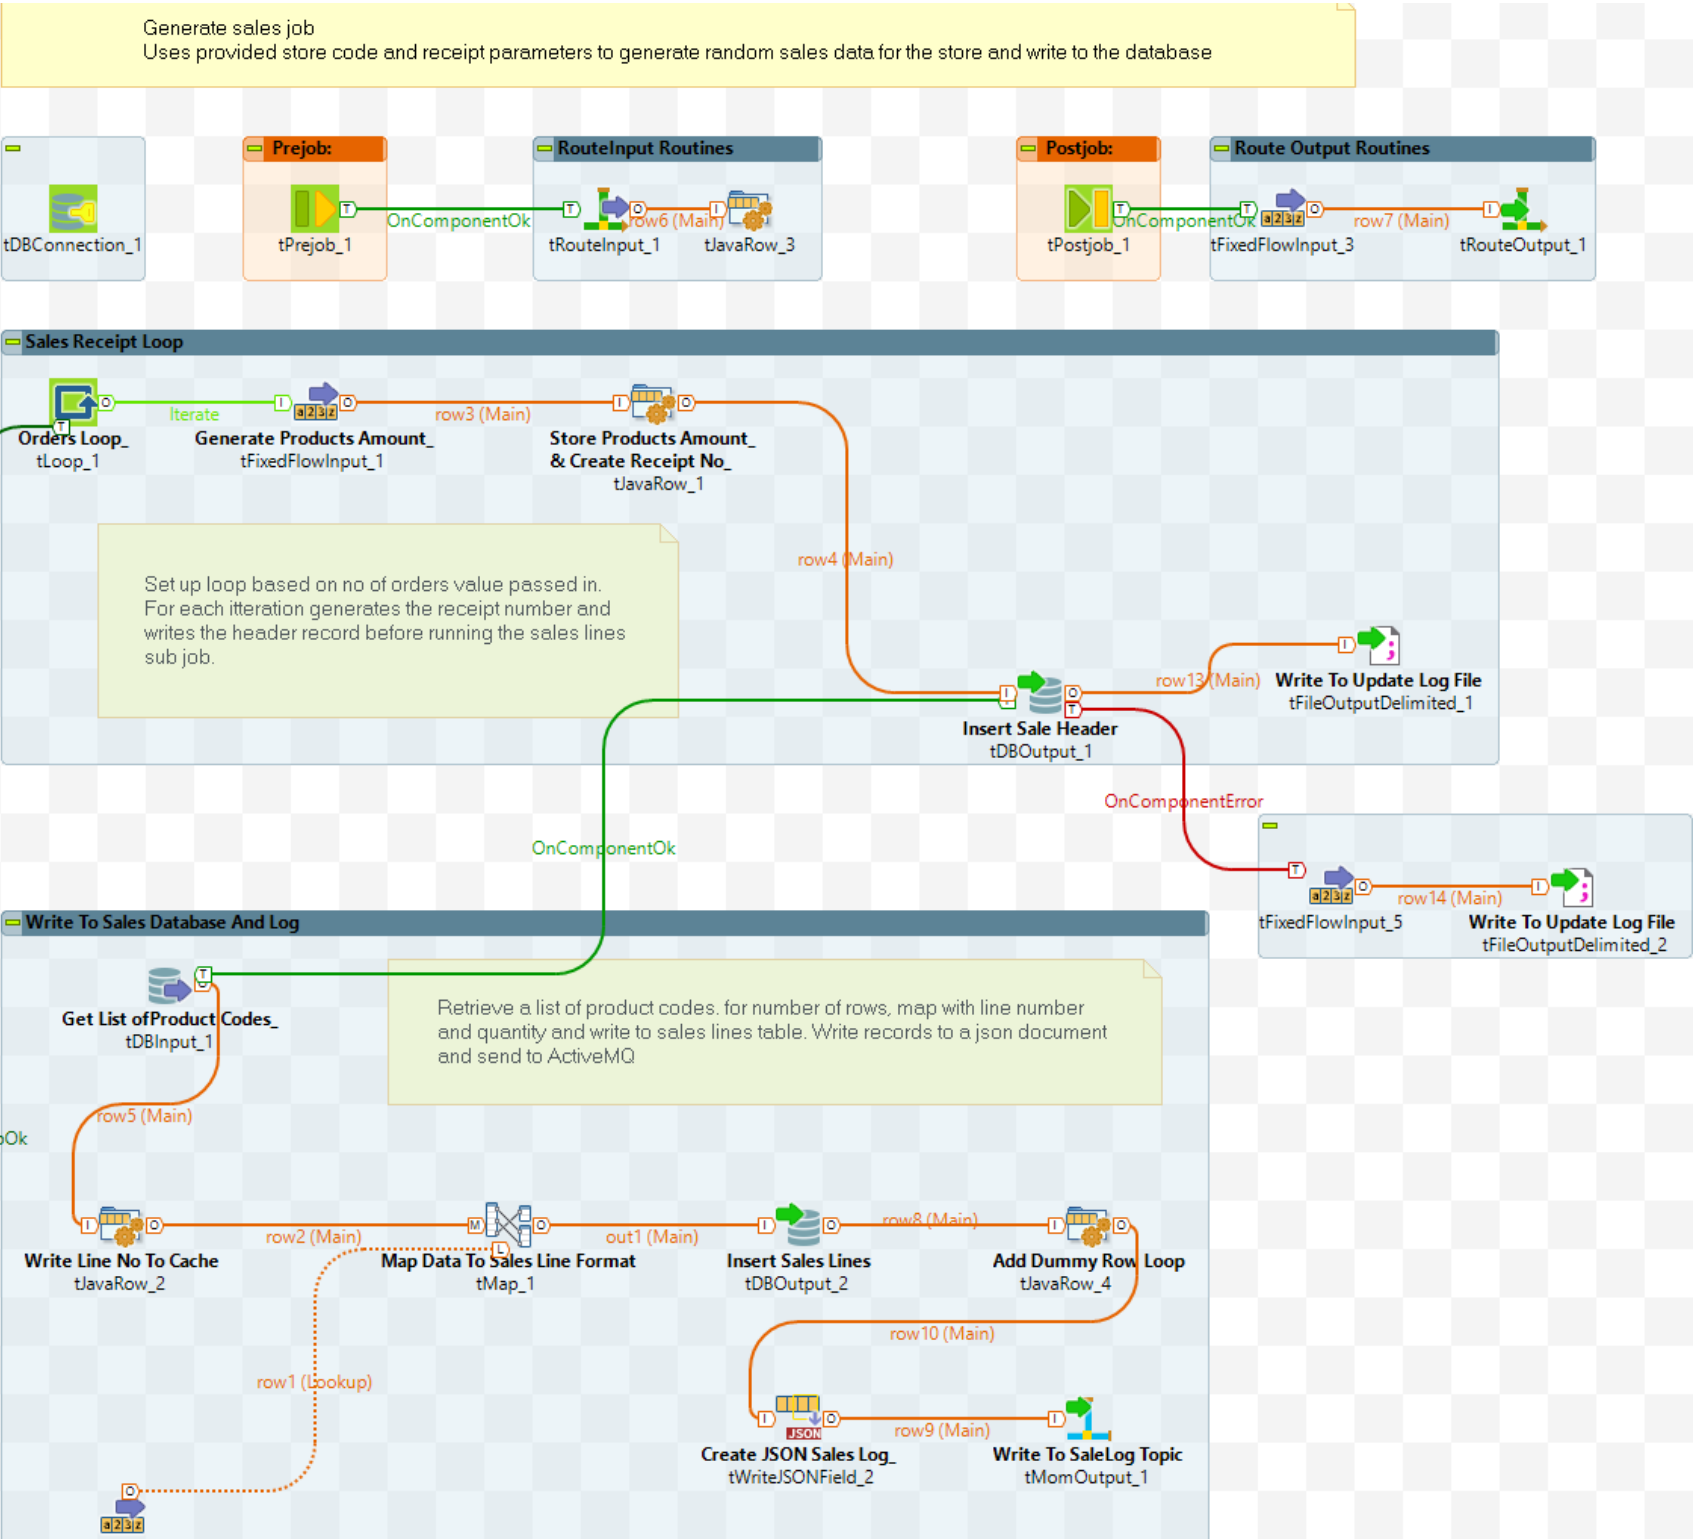 Generate sales job
Uses provided store code and receipt parameters to generate random sales data for the store and write to the database
Prejob:
RouteInput Routines
Postjob:
Route Output Routines
T
OnComponentOk
T
O
row6 (Main)
I
T
OnComponentOk
T
a23z
O
row7 (Main)
I
tDBConnection_1
tPrejob_1
tRouteInput_1
tJavaRow_3
tPostjob_1
tFixedFlowInput_3
tRouteOutput_1
Sales Receipt Loop
O
Iterate
I
a23z
O
row3 (Main)
I
O
T
Orders Loop_
tLoop_1
Generate Products Amount_
tFixedFlowInput_1
Store Products Amount_
& Create Receipt No_
tJavaRow_1
row4 (Main)
Set up loop based on no of orders value passed in.
For each itteration generates the receipt number and
writes the header record before running the sales lines
sub job.
I
O
T
row13 (Main)
I
Write To Update Log File
tFileOutputDelimited_1
Insert Sale Header
tDBOutput_1
OnComponentError
OnComponentOk
T
a23z
O
row14 (Main)
I
tFixedFlowInput_5
Write To Update Log File
tFileOutputDelimited_2
Write To Sales Database And Log
T
O
Get List ofProduct Codes_
tDBInput_1
Retrieve a list of product codes. for number of rows, map with line number
and quantity and write to sales lines table. Write records to a json document
and send to ActiveMQ
row5 (Main)
Ok
I
O
row2 (Main)
M
O
out1 (Main)
I
O
row8 (Main)
I
O
L
Write Line No To Cache
tJavaRow_2
Map Data To Sales Line Format
tMap_1
Insert Sales Lines
tDBOutput_2
Add Dummy Row Loop
tJavaRow_4
row10 (Main)
row1 (Lookup)
I
JSON
O
row9 (Main)
I
Create JSON Sales Log_
tWriteJSONField_2
Write To SaleLog Topic
tMomOutput_1
O
a23z